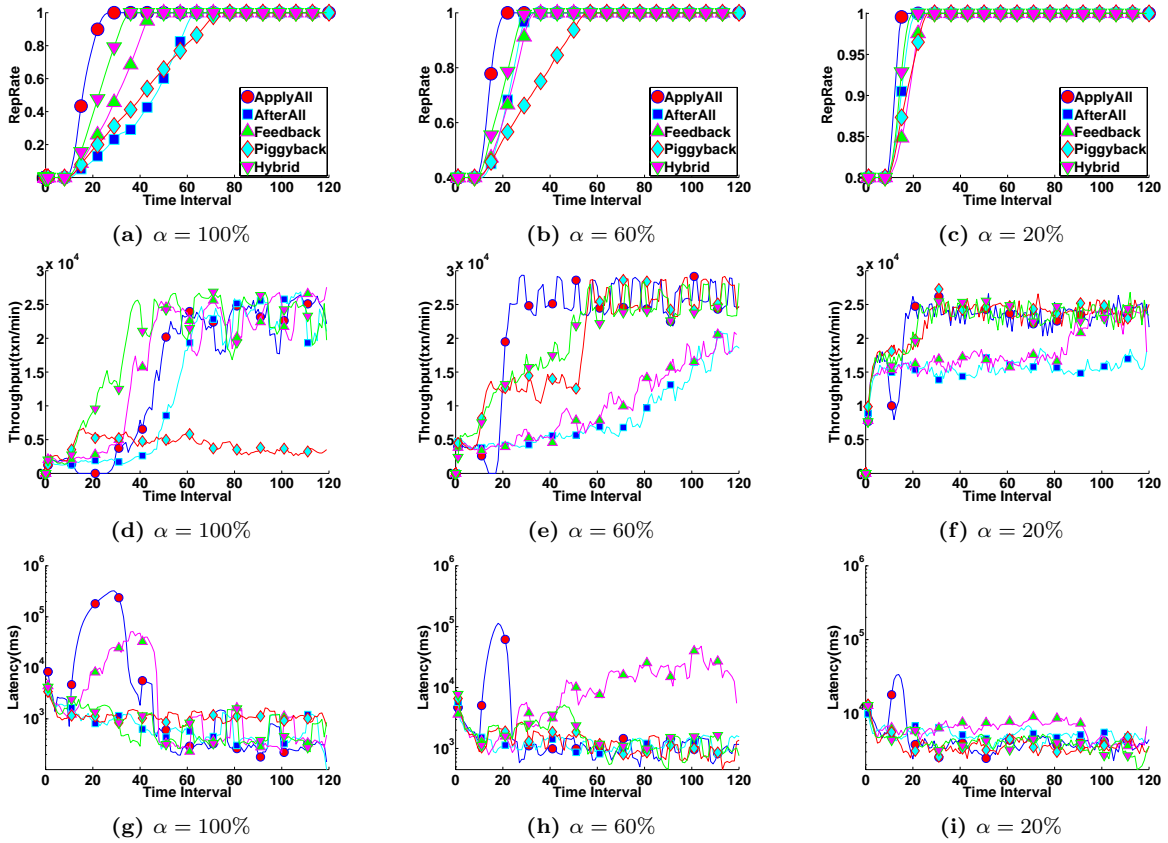 1
0.8
0.6
0.4
0.2
0
RepRate
0 20 40 60 80 100 120
Time Interval
ApplyAll
AfterAll
Feedback
Piggyback
Hybrid
(a) α = 100%
1
0.9
0.8
0.7
0.6
0.5
0.4
RepRate
0 20 40 60 80 100 120
Time Interval
ApplyAll
AfterAll
Feedback
Piggyback
Hybrid
(b) α = 60%
1
0.95
0.9
0.85
0.8
RepRate
0 20 40 60 80 100 120
Time Interval
ApplyAll
AfterAll
Feedback
Piggyback
Hybrid
(c) α = 20%
3 x 10^4
2.5
2
1.5
1
0.5
0
Throughput(txn/min)
0 20 40 60 80 100 120
Time Interval
(d) α = 100%
3 x 10^4
2.5
2
1.5
1
0.5
0
Throughput(txn/min)
0 20 40 60 80 100 120
Time Interval
(e) α = 60%
3 x 10^4
2.5
2
1.5
1
0.5
0
Throughput(txn/min)
0 20 40 60 80 100 120
Time Interval
(f) α = 20%
10^6
10^5
10^4
10^3
Latency(ms)
0 20 40 60 80 100 120
Time Interval
(g) α = 100%
10^6
10^5
10^4
10^3
Latency(ms)
0 20 40 60 80 100 120
Time Interval
(h) α = 60%
10^6
10^5
10^4
Latency(ms)
0 20 40 60 80 100 120
Time Interval
(i) α = 20%